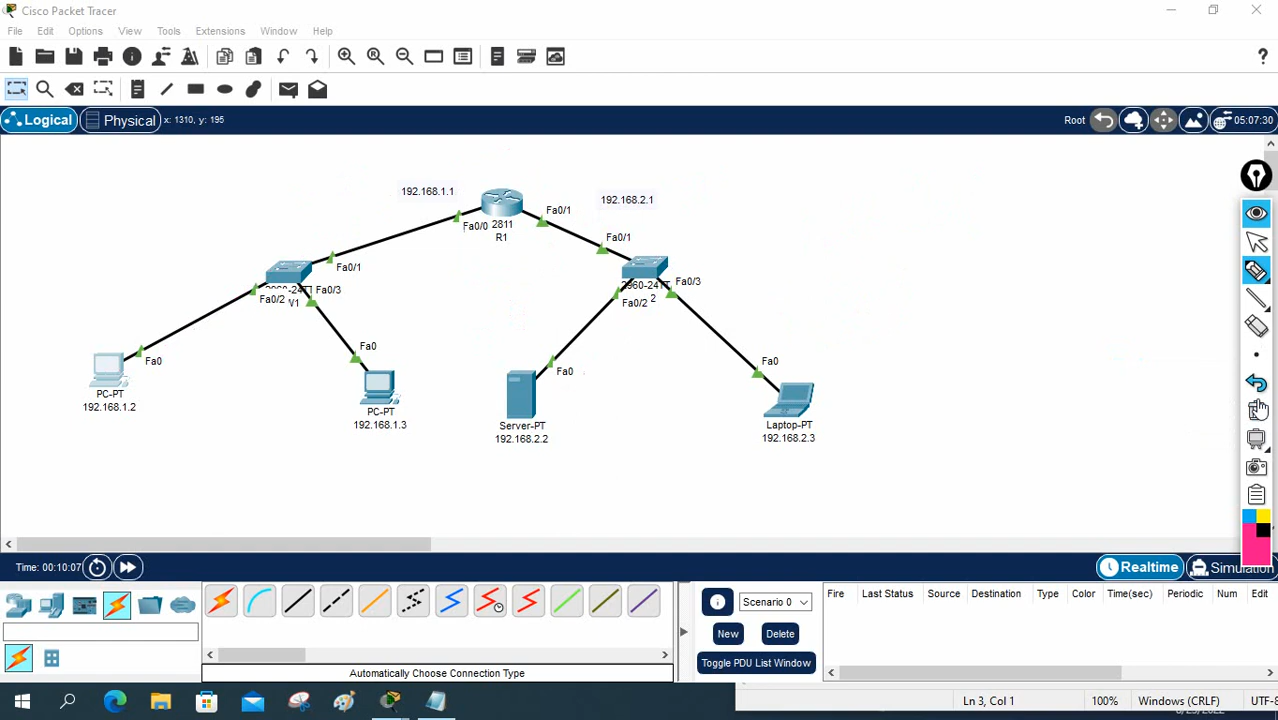 Cisco Packet Tracer
File Edit Options View Tools Extensions Window Help
Logical Physical x: 1310, y: 195 Root 05:07:30
192.168.1.1
192.168.2.1
Fa0/0 2811 Fa0/1
R1
Fa0/1
Fa0/1
Fa0/2 Fa0/3
V1
Fa0/3
Fa0/2 2
Fa0
PC-PT
192.168.1.2
Fa0
PC-PT
192.168.1.3
Fa0
Server-PT
192.168.2.2
Fa0
Laptop-PT
192.168.2.3
Time: 00:10:07 Realtime Simulation
Scenario 0
Fire Last Status Source Destination Type Color Time(sec) Periodic Num Edit
New Delete
Toggle PDU List Window
Automatically Choose Connection Type
Ln 3, Col 1 100% Windows (CRLF) UTF-8